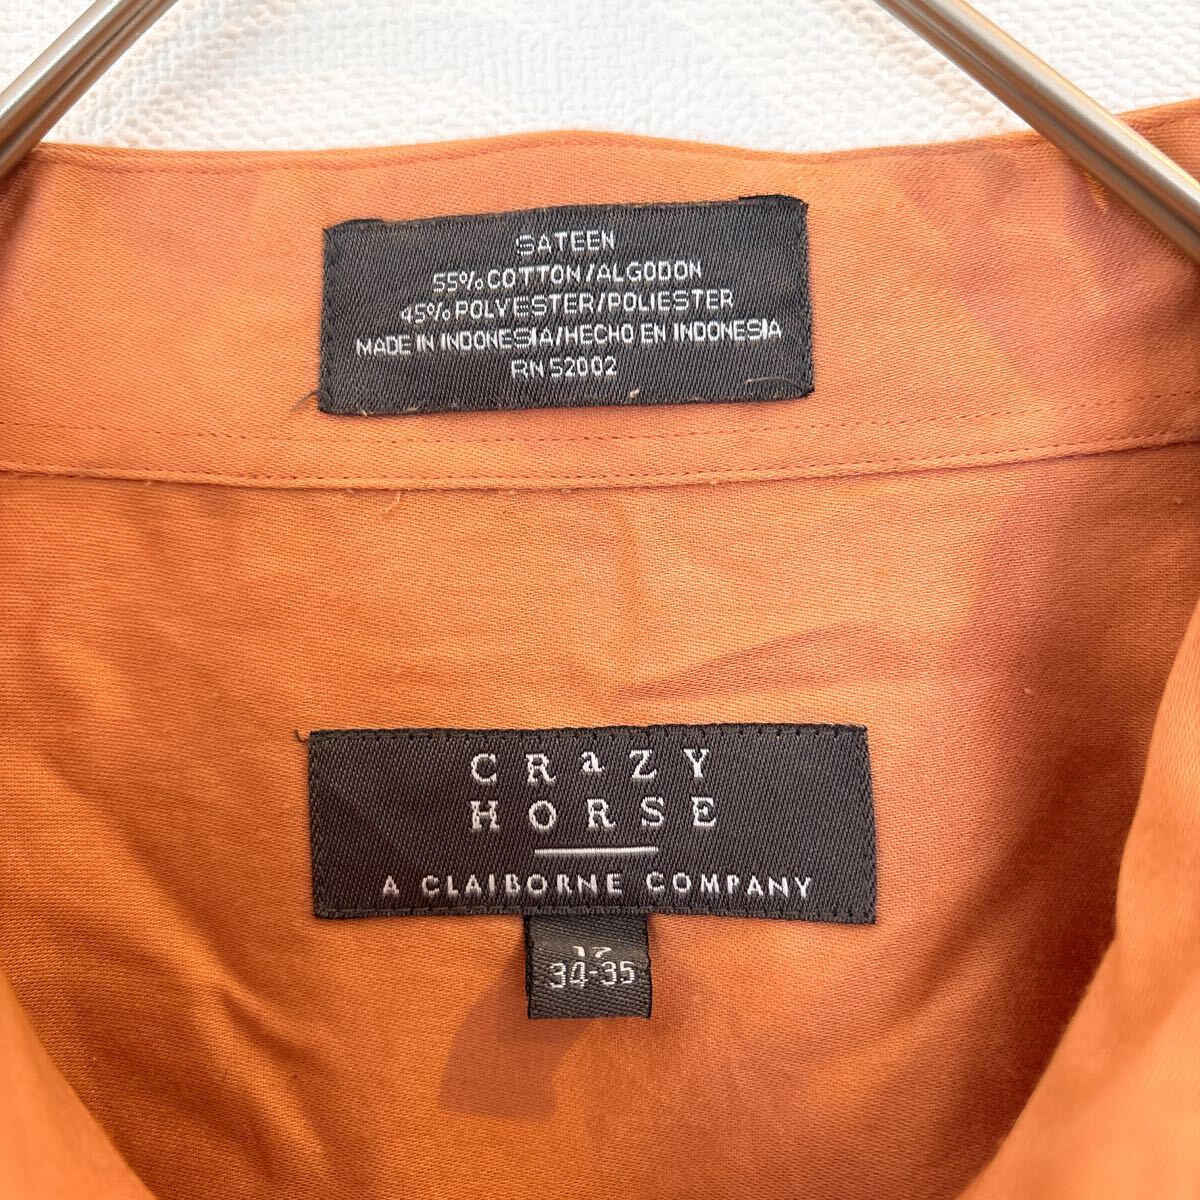 SATEEN
55% COTTON/ALGODON
45% POLYESTER/POLIESTER
MADE IN INDONESIA/HECHO EN INDONESIA
RN 52002
CRaZY
HORSE
A CLAIBORNE COMPANY
17
34-35